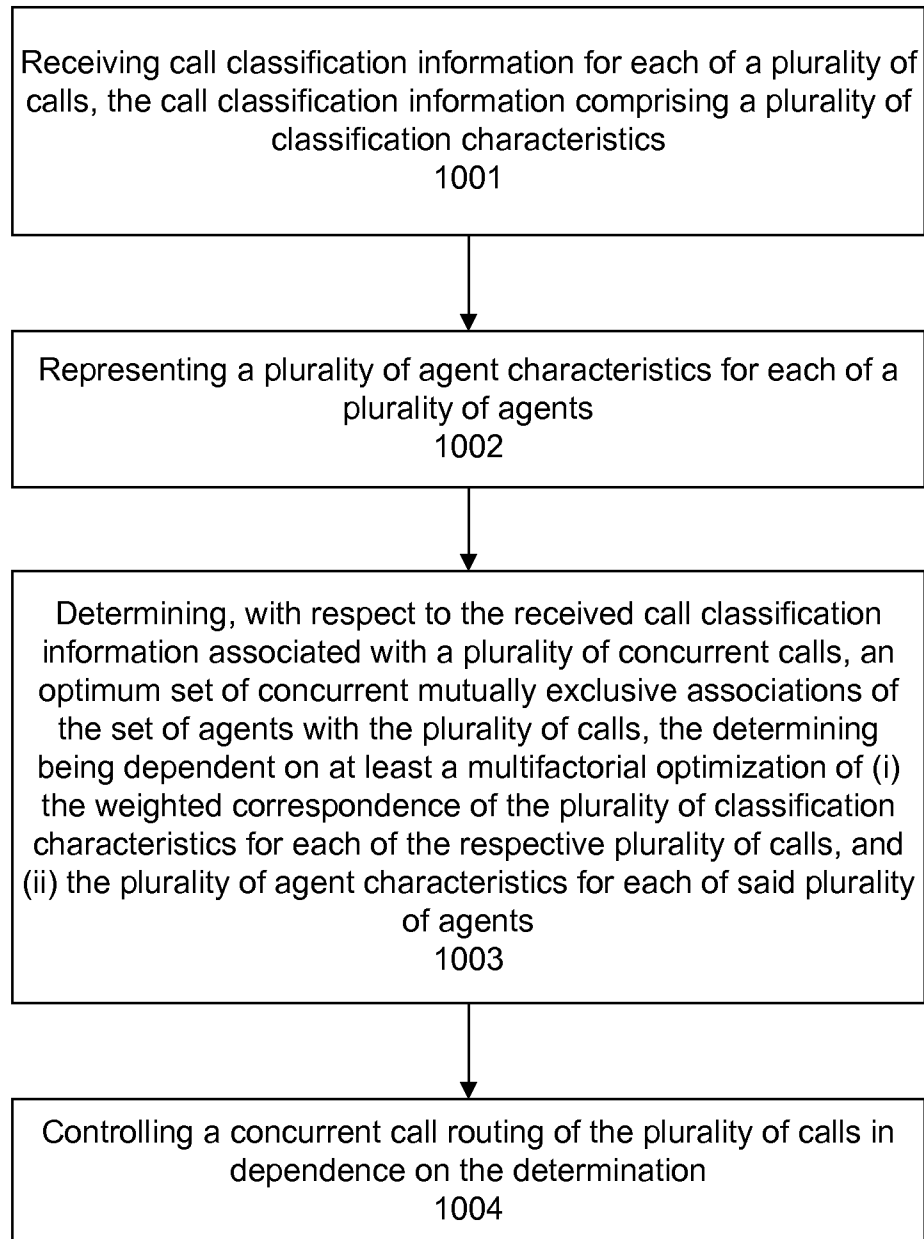 Receiving call classification information for each of a plurality of
calls, the call classification information comprising a plurality of
classification characteristics
1001
Representing a plurality of agent characteristics for each of a
plurality of agents
1002
Determining, with respect to the received call classification
information associated with a plurality of concurrent calls, an
optimum set of concurrent mutually exclusive associations of
the set of agents with the plurality of calls, the determining
being dependent on at least a multifactorial optimization of (i)
the weighted correspondence of the plurality of classification
characteristics for each of the respective plurality of calls, and
(ii) the plurality of agent characteristics for each of said plurality
of agents
1003
Controlling a concurrent call routing of the plurality of calls in
dependence on the determination
1004